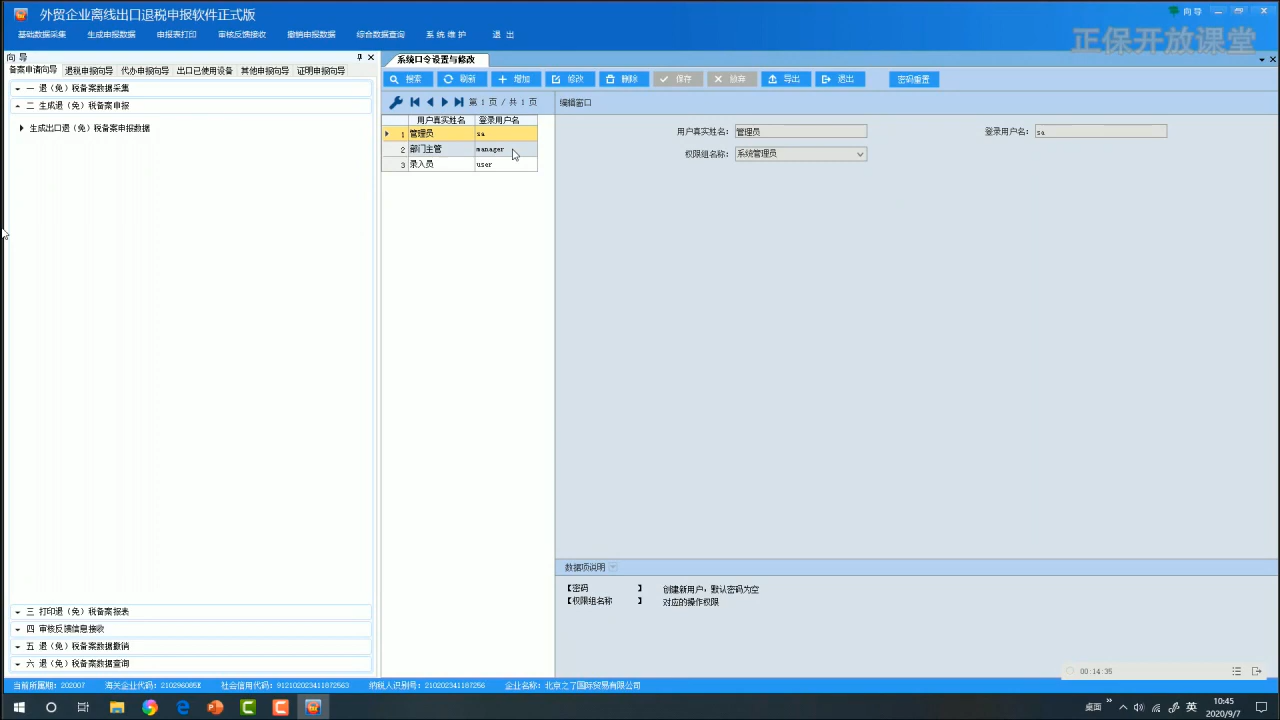 外贸企业离线出口退税申报软件正式版
向导
基础数据采集 生成申报数据 申报表打印 审核反馈接收 撤销申报数据 综合数据查询 系统维护 退出
正保开放课堂
向 导
备案申请向导 退税申报向导 代办申报向导 出口已使用设备 其他申报向导 证明申报向导
一 退（免）税备案数据采集
二 生成退（免）税备案申报
生成出口退（免）税备案申报数据
三 打印退（免）税备案报表
四 审核反馈信息接收
五 退（免）税备案数据撤销
六 退（免）税备案数据查询
系统口令设置与修改
搜索 刷新 增加 修改 删除 保存 放弃 导出 退出 密码重置
第 1 页 / 共 1 页
用户真实姓名 登录用户名
1 管理员 sa
2 部门主管 manager
3 录入员 user
编辑窗口
用户真实姓名: 管理员 登录用户名: sa
权限组名称: 系统管理员
数据项说明
【密码 】 创建新用户，默认密码为空
【权限组名称 】 对应的操作权限
00:14:35
当前所属期: 202007 海关企业代码: 210296085E 社会信用代码: 912102023411872563 纳税人识别号: 210202341187256 企业名称: 北京之了国际贸易有限公司
桌面 英 10:45
2020/9/7